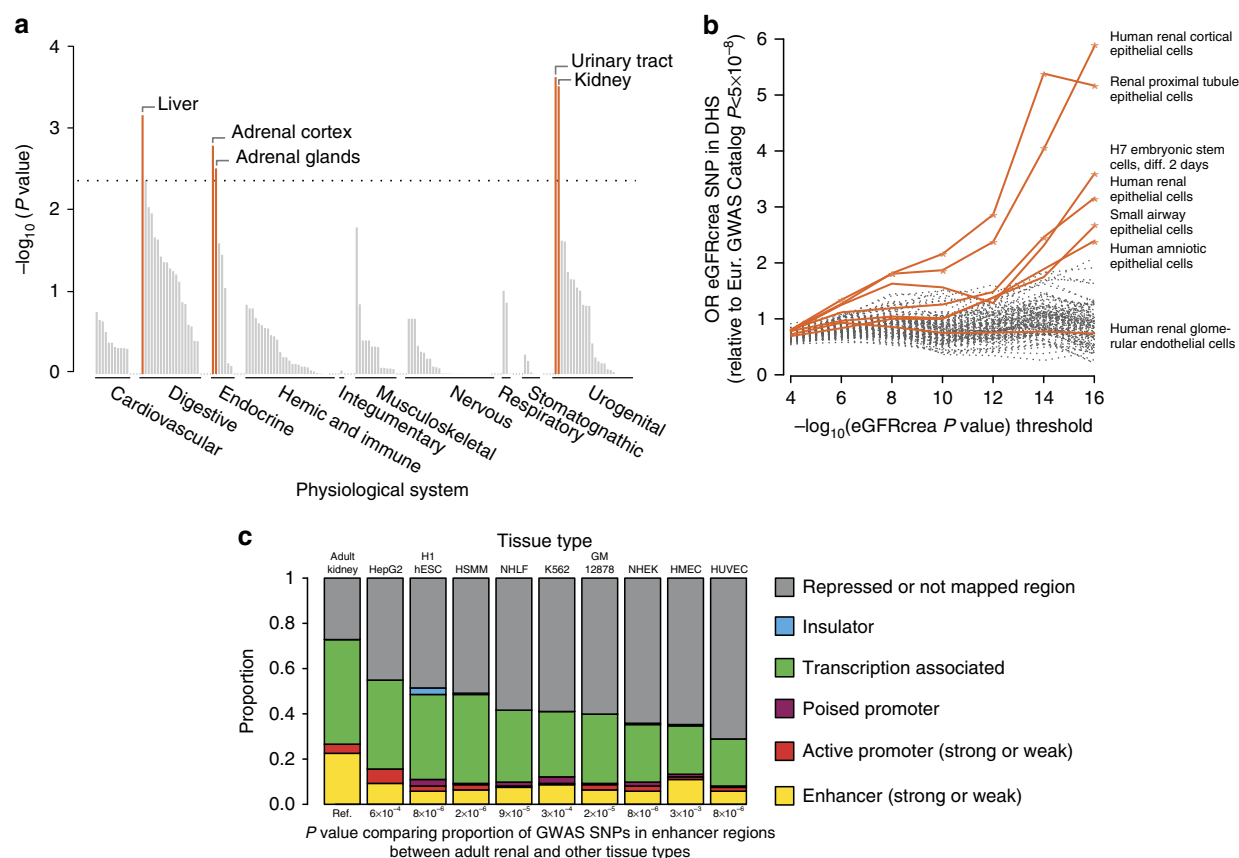 a
4
3
2
1
0
–log10 (P value)
Liver
Adrenal cortex
Adrenal glands
Urinary tract
Kidney
Cardiovascular
Digestive
Endocrine
Hemic and immune
Integumentary
Musculoskeletal
Nervous
Respiratory
Stomatognathic
Urogenital
Physiological system
b
OR eGFRcrea SNP in DHS
(relative to Eur. GWAS Catalog P<5×10⁻⁸)
6
5
4
3
2
1
0
4 6 8 10 12 14 16
–log10(eGFRcrea P value) threshold
Human renal cortical
epithelial cells
Renal proximal tubule
epithelial cells
H7 embryonic stem
cells, diff. 2 days
Human renal
epithelial cells
Small airway
epithelial cells
Human amniotic
epithelial cells
Human renal glome-
rular endothelial cells
c
Tissue type
Adult
kidney
HepG2
H1
hESC
HSMM
NHLF
K562
GM
12878
NHEK
HMEC
HUVEC
Proportion
1
0.8
0.6
0.4
0.2
0.0
Ref. 6×10⁻⁴ 8×10⁻⁶ 2×10⁻⁶ 9×10⁻⁵ 3×10⁻⁴ 2×10⁻⁵ 8×10⁻⁶ 3×10⁻³ 8×10⁻⁶
P value comparing proportion of GWAS SNPs in enhancer regions
between adult renal and other tissue types
Repressed or not mapped region
Insulator
Transcription associated
Poised promoter
Active promoter (strong or weak)
Enhancer (strong or weak)